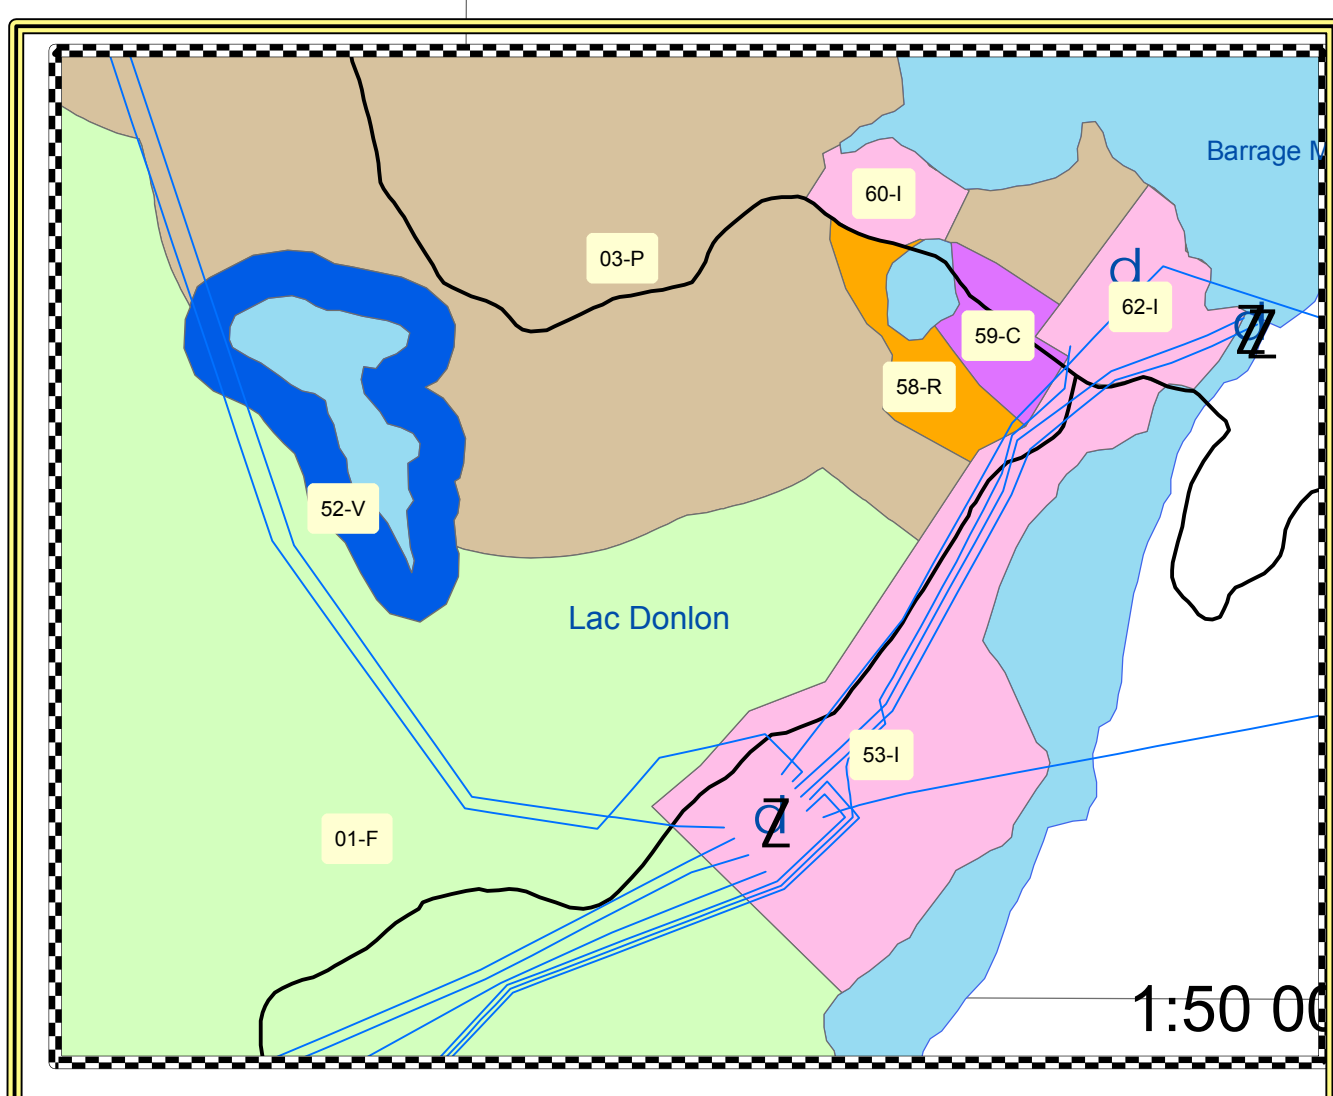 Barrage
60-I
03-P
d
62-I
d
Z
Z
59-C
58-R
52-V
Lac Donlon
53-I
d
Z
01-F
1:50 00